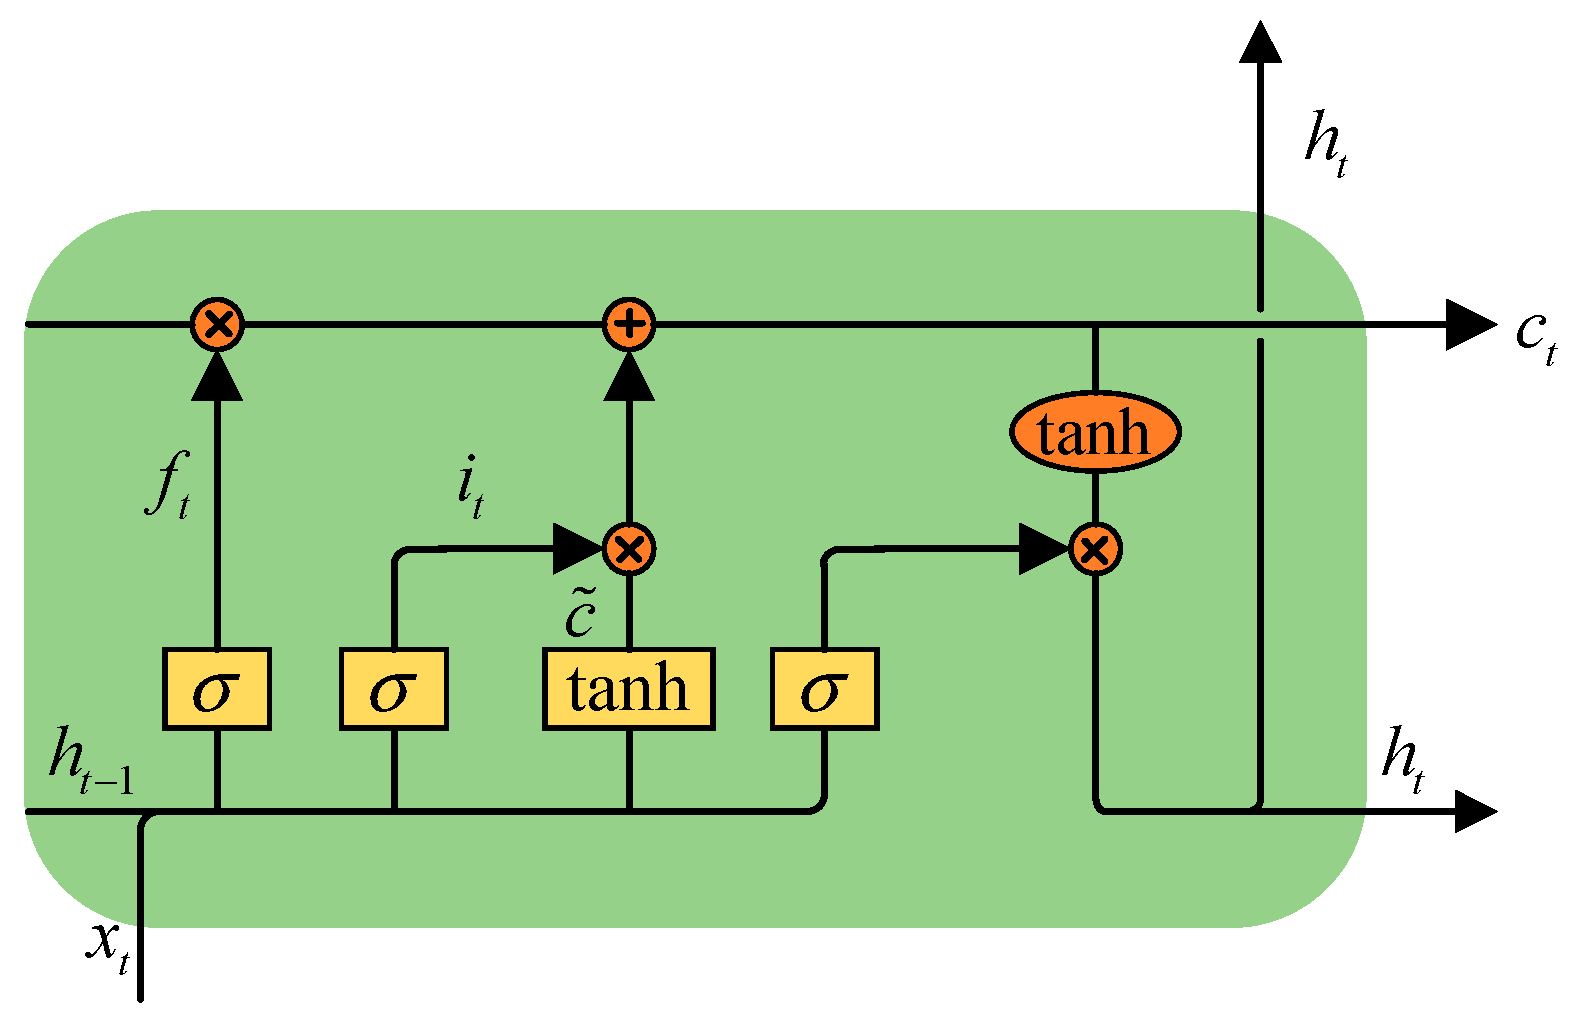 h_t
× + c_t
tanh
f_t i_t
× ×
c̃
σ σ tanh σ
h_{t−1} h_t
x_t